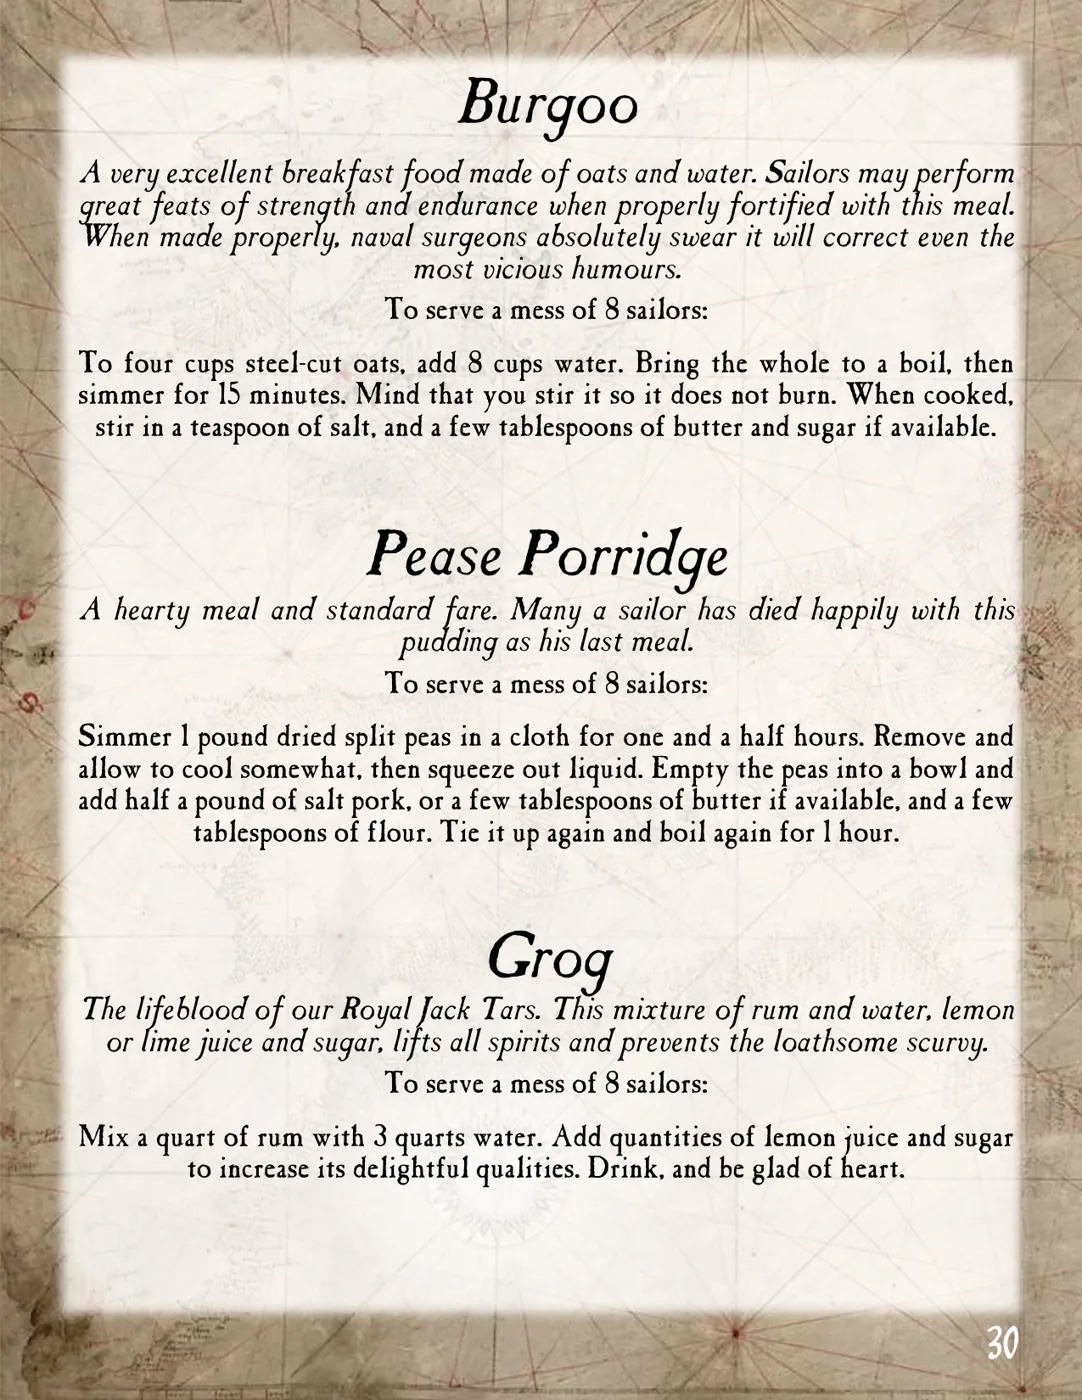 Burgoo
A very excellent breakfast food made of oats and water. Sailors may perform
great feats of strength and endurance when properly fortified with this meal.
When made properly, naval surgeons absolutely swear it will correct even the
most vicious humours.
To serve a mess of 8 sailors:
To four cups steel-cut oats, add 8 cups water. Bring the whole to a boil, then
simmer for 15 minutes. Mind that you stir it so it does not burn. When cooked,
stir in a teaspoon of salt, and a few tablespoons of butter and sugar if available.
Pease Porridge
A hearty meal and standard fare. Many a sailor has died happily with this
pudding as his last meal.
To serve a mess of 8 sailors:
Simmer 1 pound dried split peas in a cloth for one and a half hours. Remove and
allow to cool somewhat, then squeeze out liquid. Empty the peas into a bowl and
add half a pound of salt pork, or a few tablespoons of butter if available, and a few
tablespoons of flour. Tie it up again and boil again for 1 hour.
Grog
The lifeblood of our Royal Jack Tars. This mixture of rum and water, lemon
or lime juice and sugar, lifts all spirits and prevents the loathsome scurvy.
To serve a mess of 8 sailors:
Mix a quart of rum with 3 quarts water. Add quantities of lemon juice and sugar
to increase its delightful qualities. Drink, and be glad of heart.
30